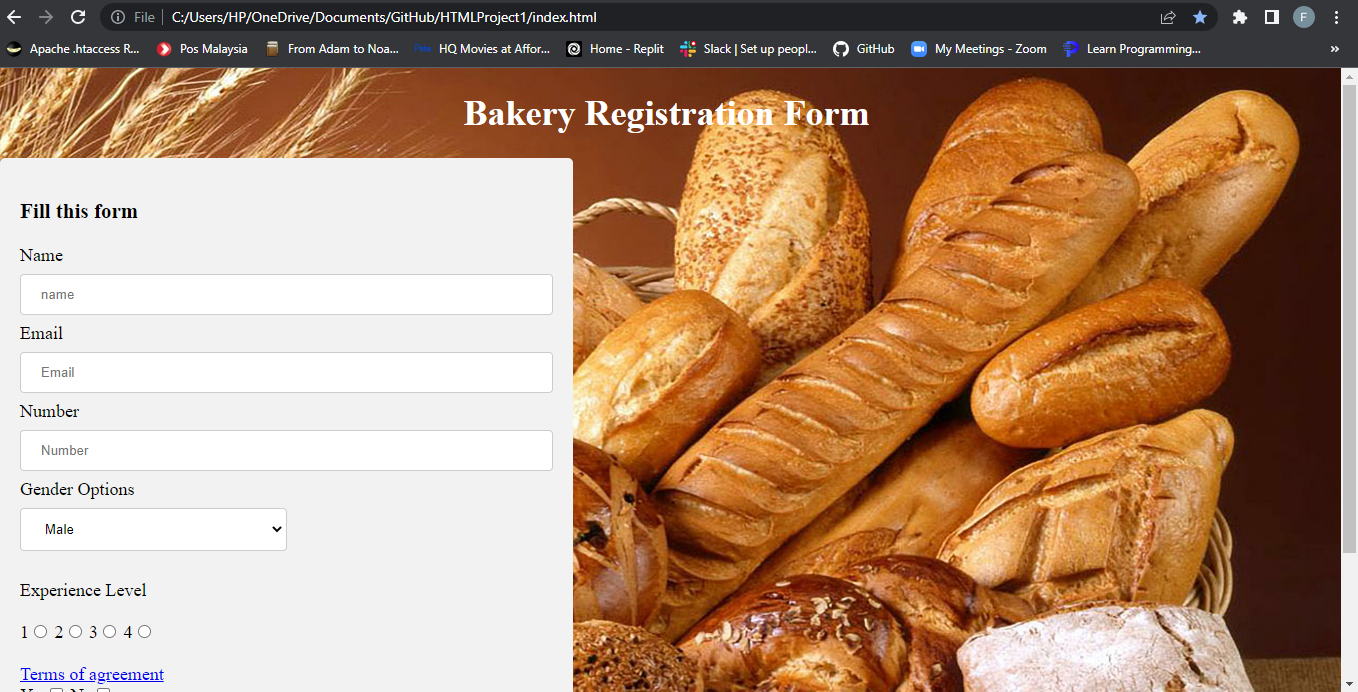 File C:/Users/HP/OneDrive/Documents/GitHub/HTMLProject1/index.html F
Apache .htaccess R... Pos Malaysia From Adam to Noa... HQ Movies at Affor... Home - Replit Slack | Set up peopl... GitHub My Meetings - Zoom Learn Programming... »
Bakery Registration Form
Fill this form
Name
name
Email
Email
Number
Number
Gender Options
Male
Experience Level
1 2 3 4
Terms of agreement